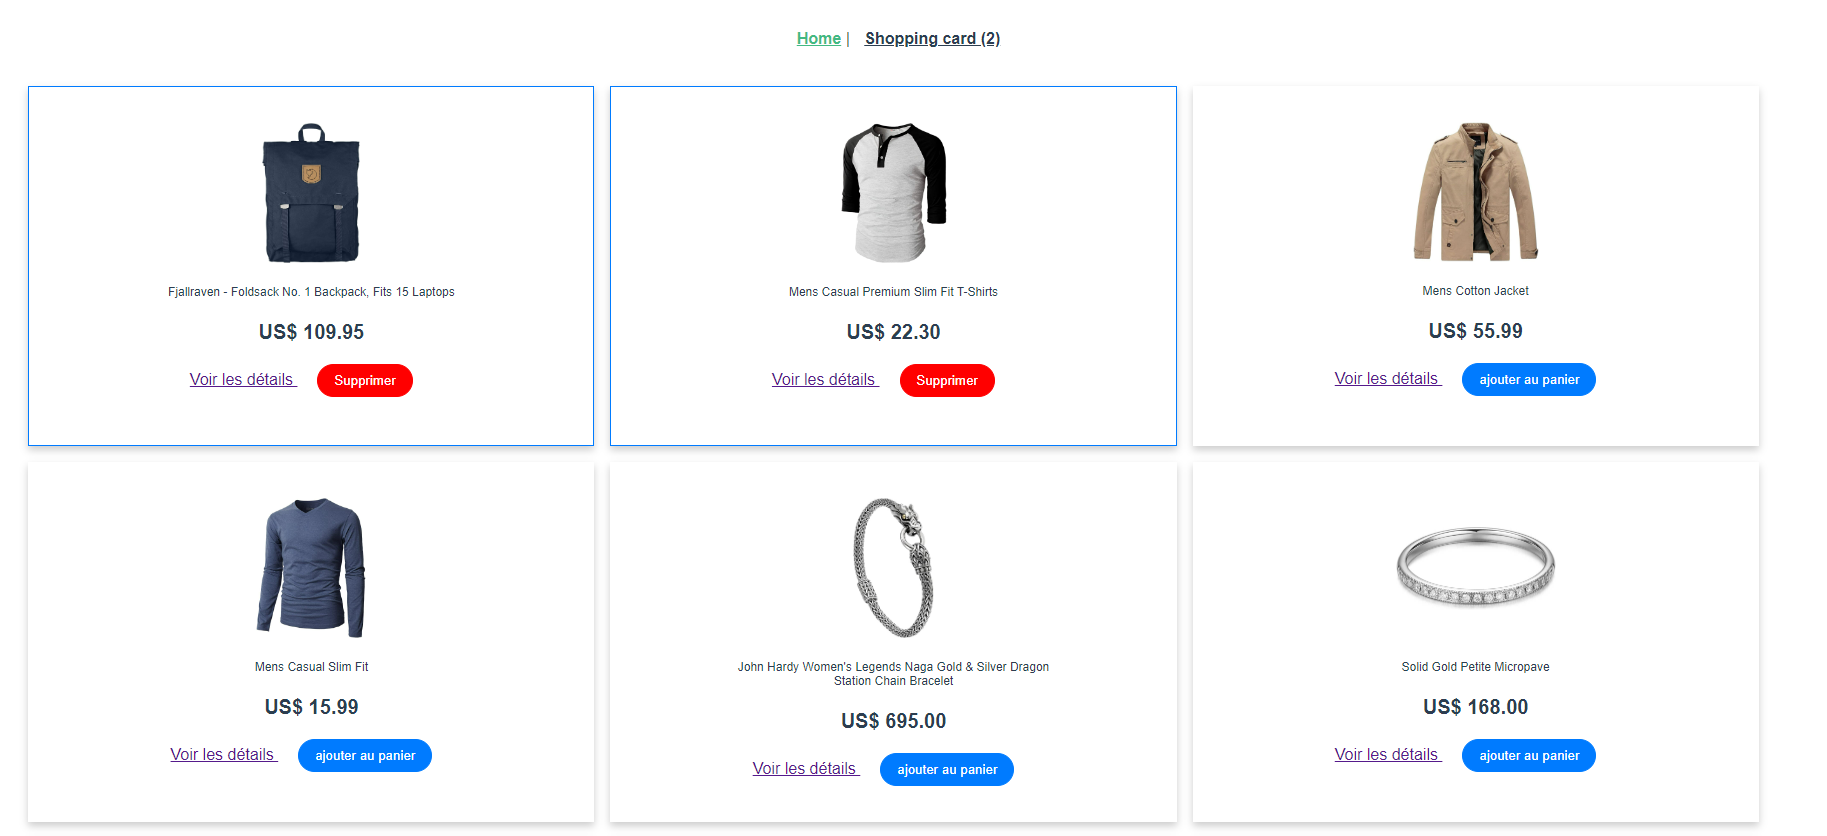 Home | Shopping card (2)
Fjallraven - Foldsack No. 1 Backpack, Fits 15 Laptops
US$ 109.95
Voir les détails Supprimer
Mens Casual Premium Slim Fit T-Shirts
US$ 22.30
Voir les détails Supprimer
Mens Cotton Jacket
US$ 55.99
Voir les détails ajouter au panier
Mens Casual Slim Fit
US$ 15.99
Voir les détails ajouter au panier
John Hardy Women's Legends Naga Gold & Silver Dragon
Station Chain Bracelet
US$ 695.00
Voir les détails ajouter au panier
Solid Gold Petite Micropave
US$ 168.00
Voir les détails ajouter au panier